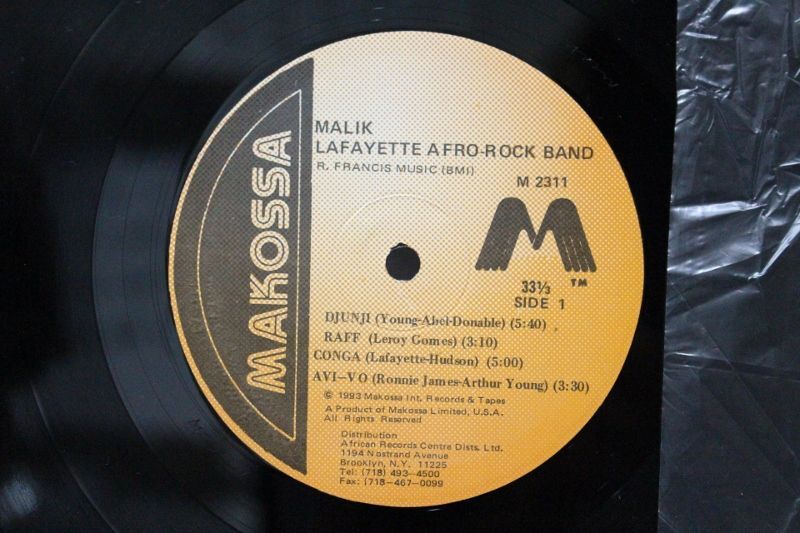 MAKOSSA
MALIK
LAFAYETTE AFRO-ROCK BAND
R. FRANCIS MUSIC (BMI)
M 2311
M ™
33⅓
SIDE 1
DJUNJI (Young-Abel-Donable) (5:40)
RAFF (Leroy Gomes) (3:10)
CONGA (Lafayette-Hudson) (5:00)
AVI-VO (Ronnie James-Arthur Young) (3:30)
© 1993 Makossa Int. Records & Tapes
A Product of Makossa Limited, U.S.A.
All Rights Reserved
Distribution
African Records Centre Dists. Ltd.
1194 Nostrand Avenue
Brooklyn, N.Y. 11225
Tel: (718) 493-4500
Fax: (718-467-0099